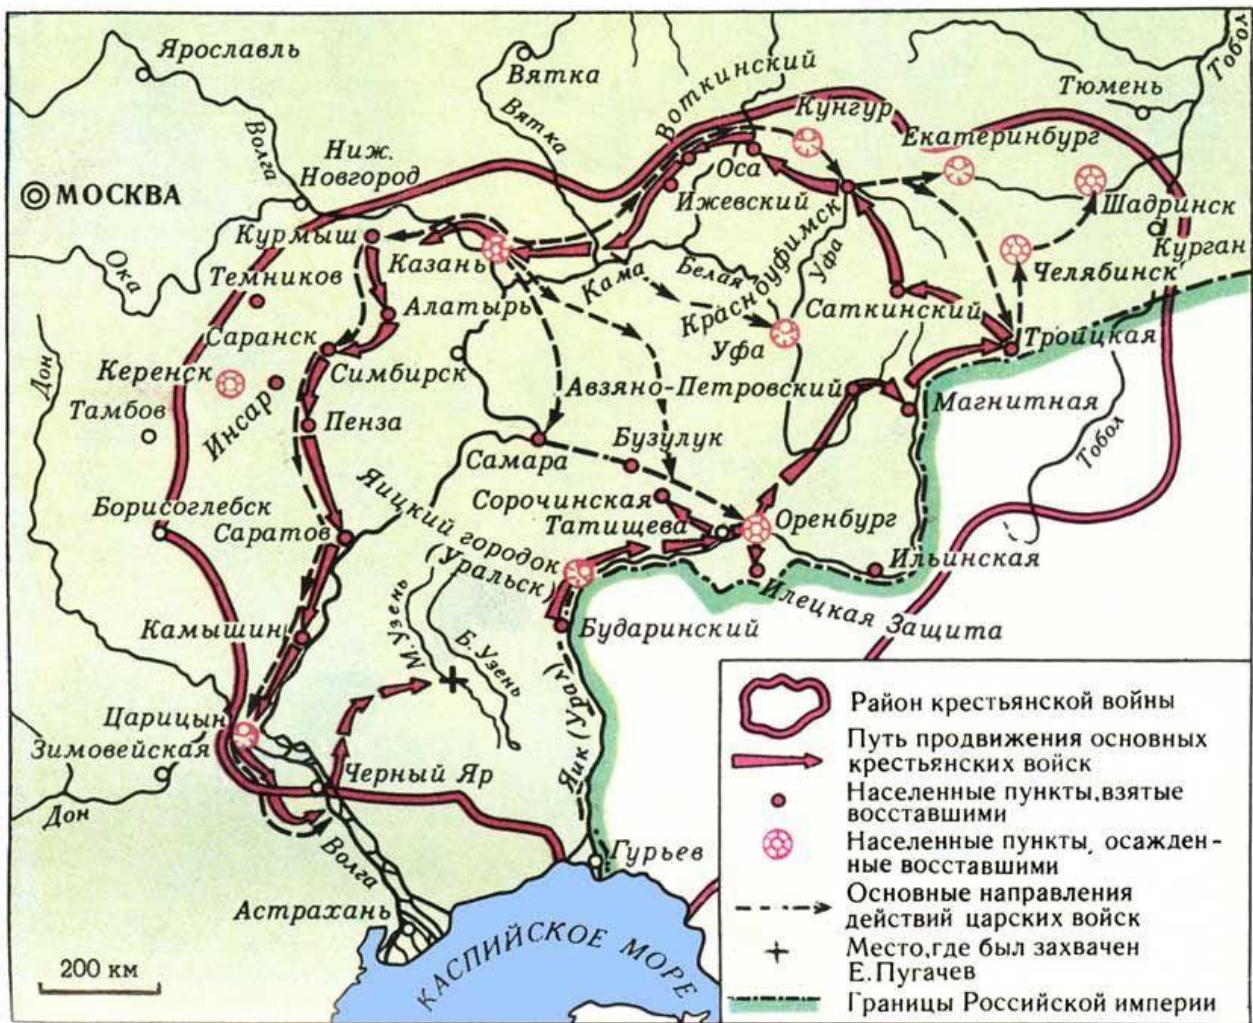 Ярославль
Вятка
Воткинский
Тюмень
Тобол
Волга
Вятка
Кунгур
Екатеринбург
Ниж.
Новгород
Оса
МОСКВА
Ижевский
Шадринск
Курмыш
Казань
Кама
Белая
Красноуфимск
Уфа
Курган
Ока
Темников
Алатырь
Саткинский
Челябинск
Саранск
Уфа
Тройцкая
Дон
Керенск
Симбирск
Авзяно-Петровский
Тамбов
Инсар
Пенза
Магнитная
Тобол
Самара
Бузулук
Борисоглебск
Сорочинская
Саратов
Татищева
Оренбург
Яицкий городок
(Уральск)
Ильинская
Илецкая Защита
Камышин
М.Узень
Б.Узень
Бударинский
Царицын
Зимовейская
Черный Яр
Яик (Урал)
Дон
Волга
Гурьев
Астрахань
КАСПИЙСКОЕ МОРЕ
200 км
Район крестьянской войны
Путь продвижения основных
крестьянских войск
Населенные пункты,взятые
восставшими
Населенные пункты, осажден-
ные восставшими
Основные направления
действий царских войск
Место,где был захвачен
Е.Пугачев
Границы Российской империи